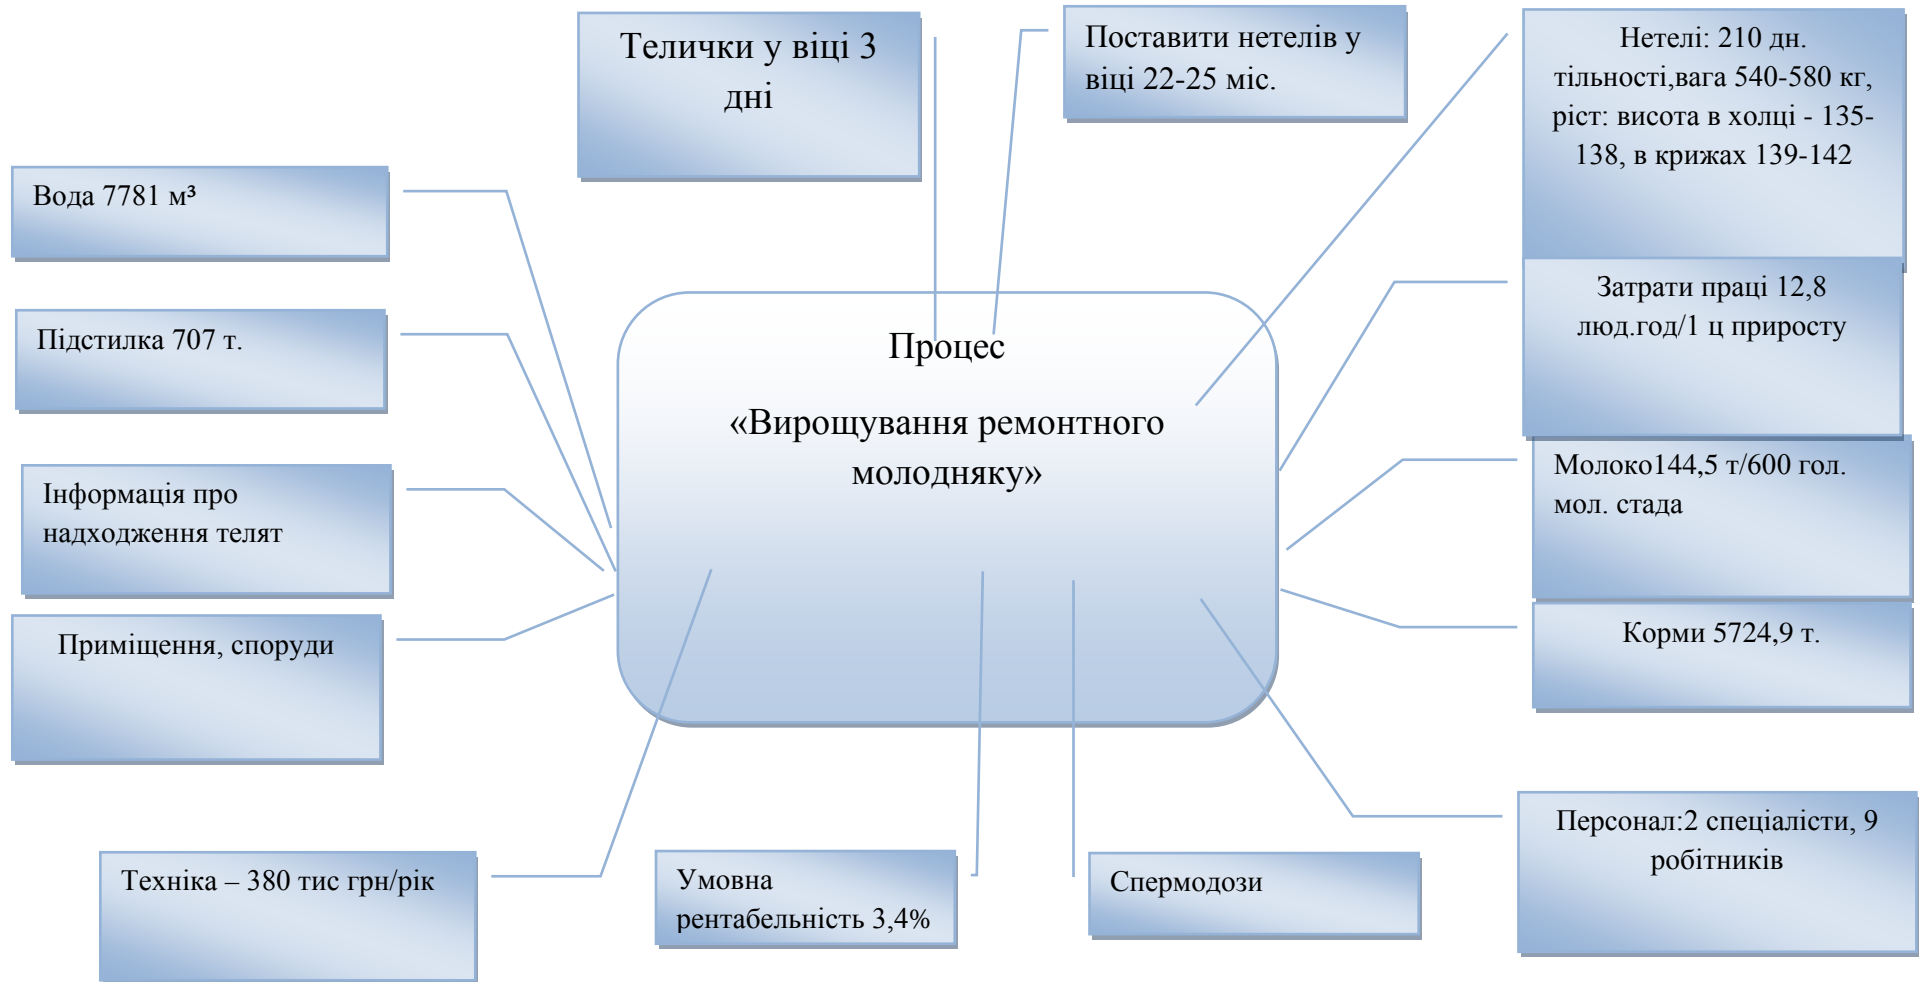 Телички у віці 3
дні
Поставити нетелів у
віці 22-25 міс.
Нетелі: 210 дн.
тільності,вага 540-580 кг,
ріст: висота в холці - 135-
138, в крижах 139-142
Вода 7781 м³
Підстилка 707 т.
Інформація про
надходження телят
Приміщення, споруди
Процес
«Вирощування ремонтного
молодняку»
Затрати праці 12,8
люд.год/1 ц приросту
Молоко144,5 т/600 гол.
мол. стада
Корми 5724,9 т.
Персонал:2 спеціалісти, 9
робітників
Техніка – 380 тис грн/рік
Умовна
рентабельність 3,4%
Спермодози